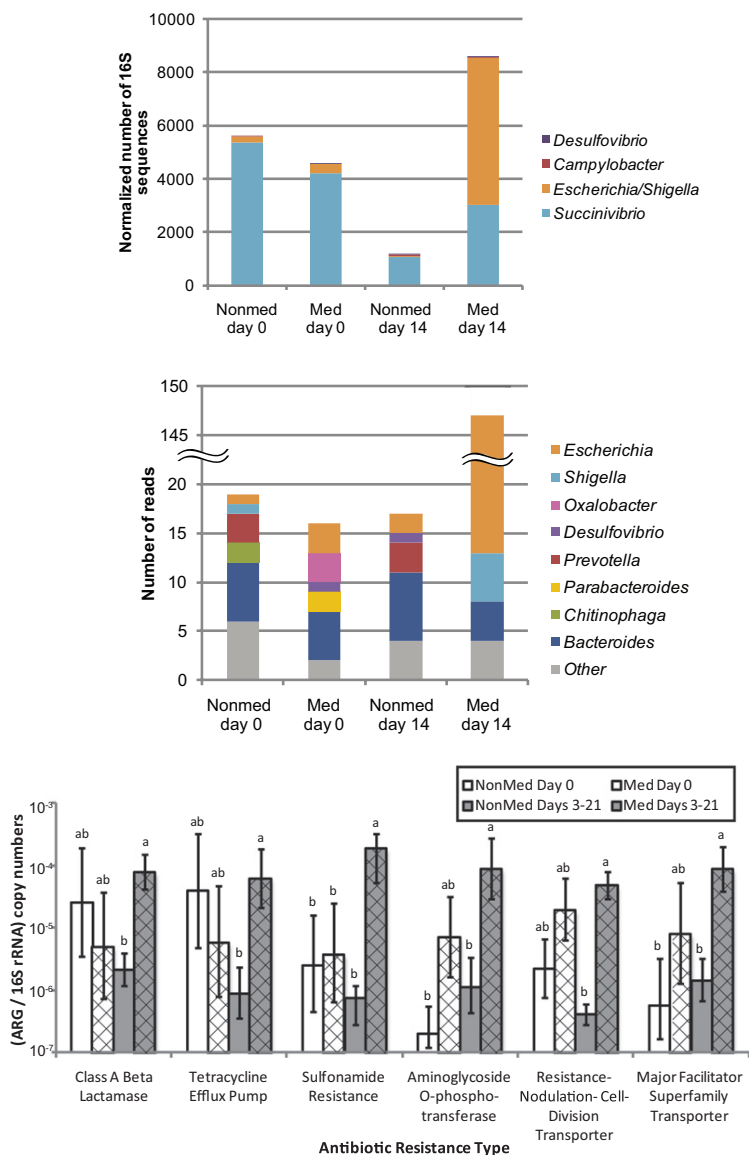 10000
8000
6000
4000
2000
0
Normalized number of 16S
sequences
Nonmed
day 0
Med
day 0
Nonmed
day 14
Med
day 14
Desulfovibrio
Campylobacter
Escherichia/Shigella
Succinivibrio
150
145
20
15
10
5
0
Number of reads
Nonmed
day 0
Med
day 0
Nonmed
day 14
Med
day 14
Escherichia
Shigella
Oxalobacter
Desulfovibrio
Prevotella
Parabacteroides
Chitinophaga
Bacteroides
Other
NonMed Day 0
Med Day 0
NonMed Days 3-21
Med Days 3-21
(ARG / 16S rRNA) copy numbers
10-3
10-4
10-5
10-6
10-7
ab ab b a
ab ab b a
b b b a
b ab b a
ab ab b a
b ab b a
Class A Beta
Lactamase
Tetracycline
Efflux Pump
Sulfonamide
Resistance
Aminoglycoside
O-phospho-
transferase
Resistance-
Nodulation- Cell-
Division
Transporter
Major Facilitator
Superfamily
Transporter
Antibiotic Resistance Type